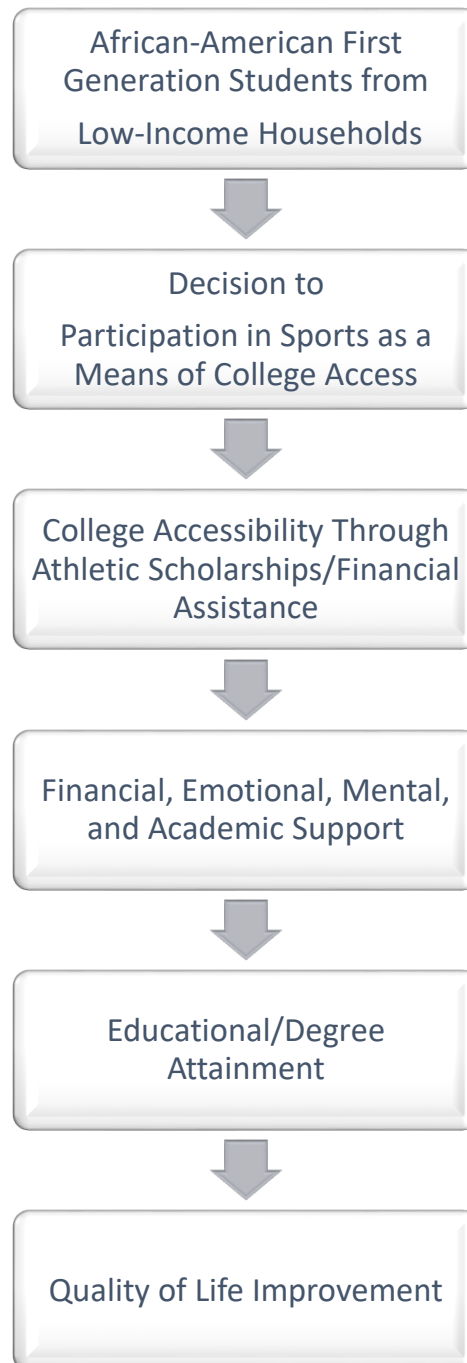 African-American First
Generation Students from
Low-Income Households
Decision to
Participation in Sports as a
Means of College Access
College Accessibility Through
Athletic Scholarships/Financial
Assistance
Financial, Emotional, Mental,
and Academic Support
Educational/Degree
Attainment
Quality of Life Improvement